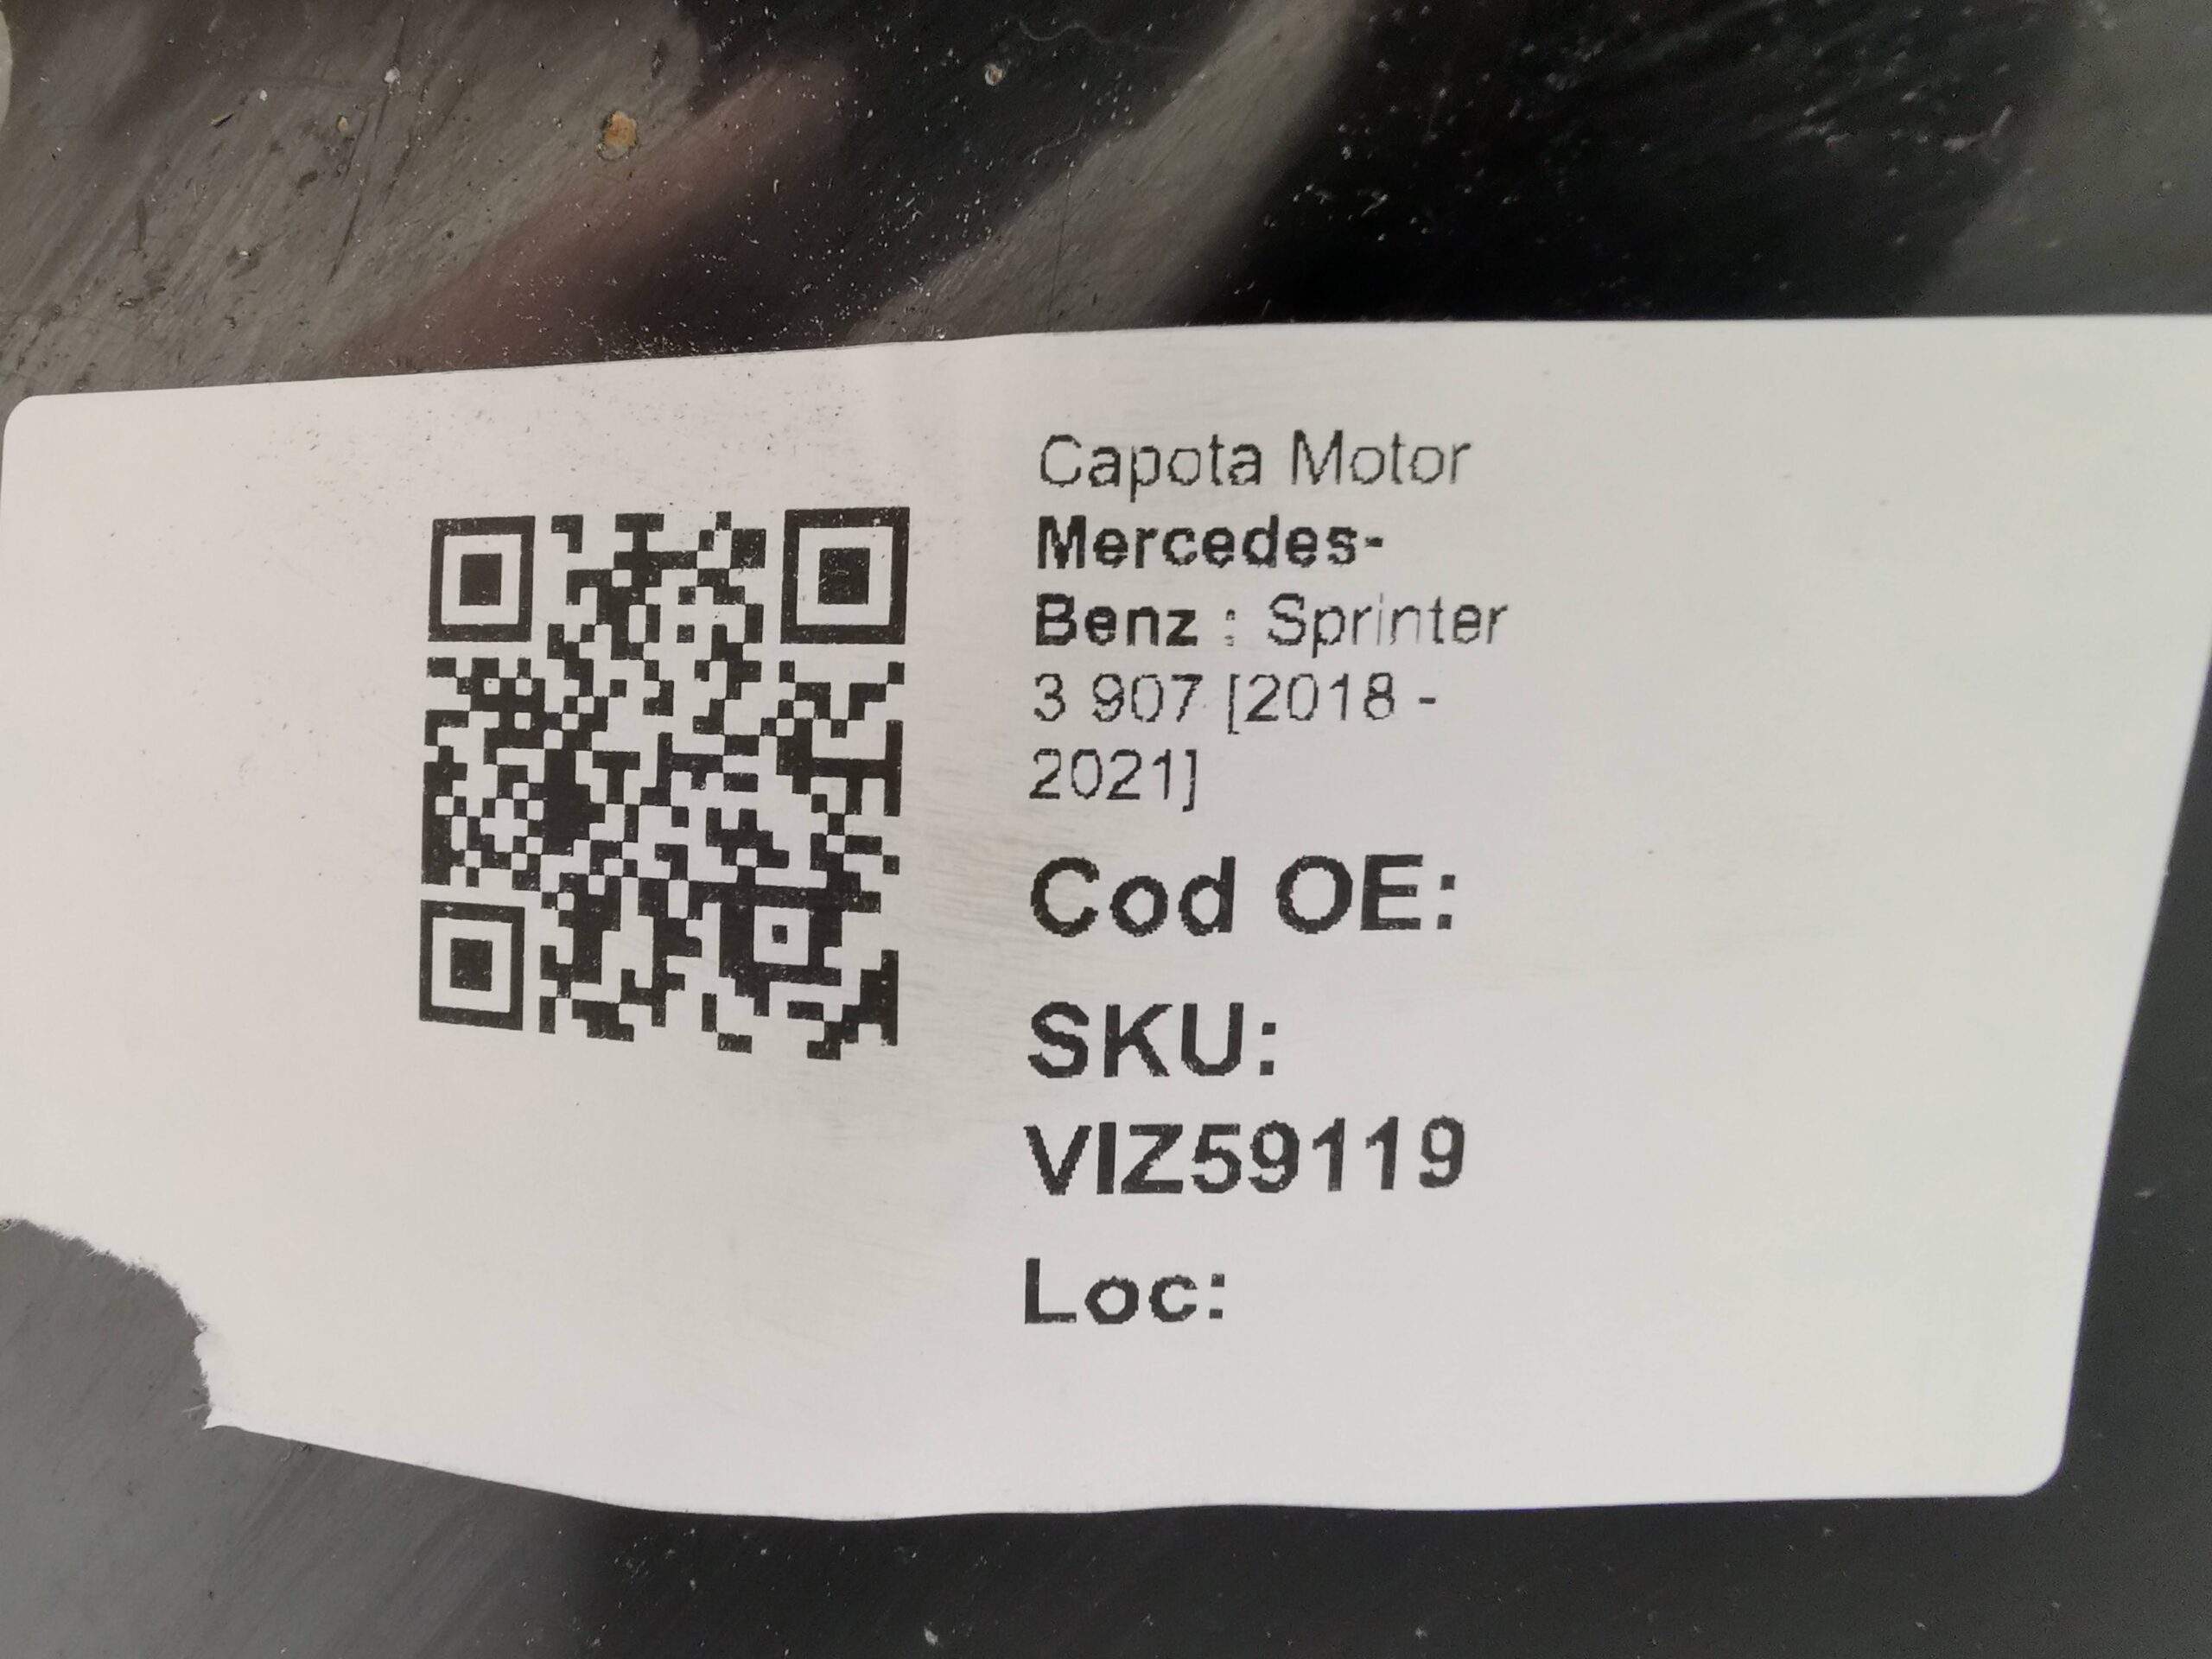 Capota Motor
Mercedes-
Benz : Sprinter
3 907 [2018 -
2021]
Cod OE:
SKU:
VIZ59119
Loc: